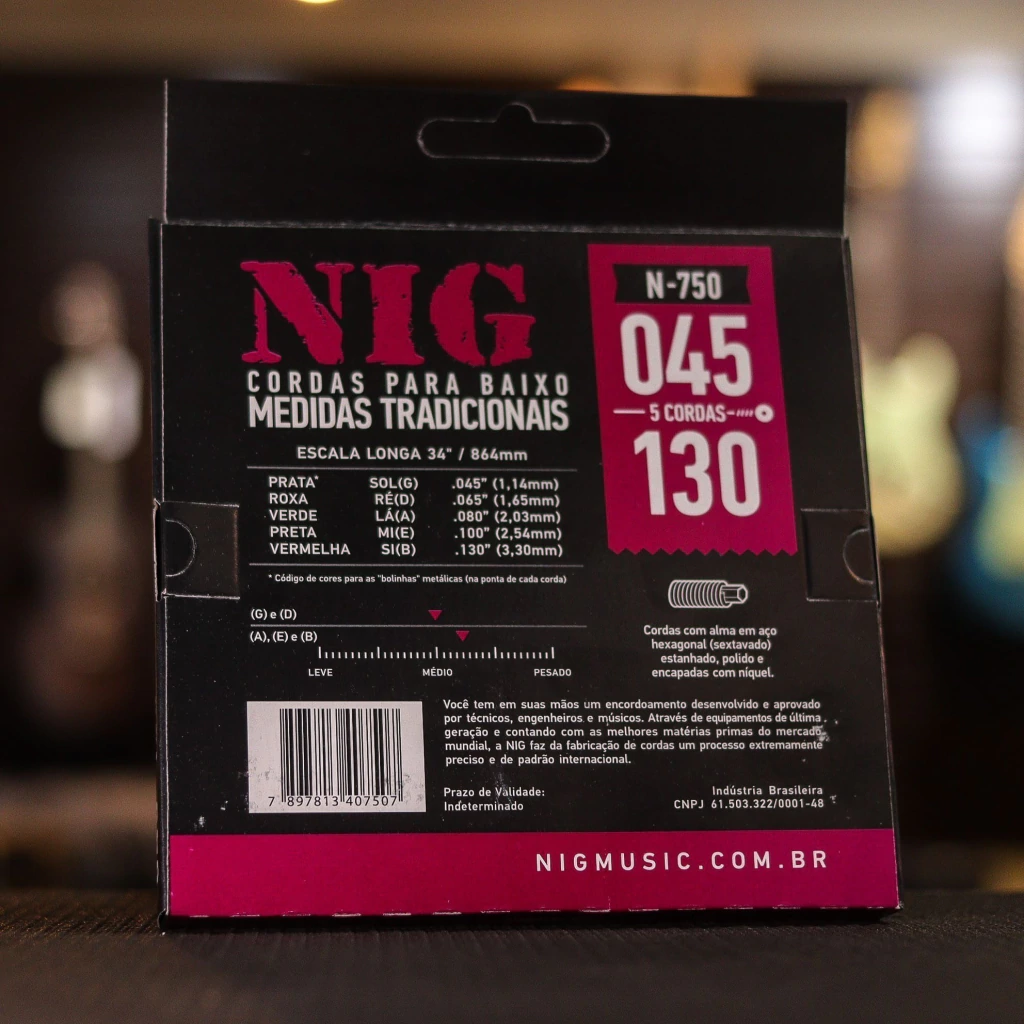 NIG
CORDAS PARA BAIXO
MEDIDAS TRADICIONAIS
ESCALA LONGA 34" / 864mm
PRATA* SOL(G) .045" (1,14mm)
ROXA RÉ(D) .065" (1,65mm)
VERDE LÁ(A) .080" (2,03mm)
PRETA MI(E) .100" (2,54mm)
VERMELHA SI(B) .130" (3,30mm)
* Código de cores para as "bolinhas" metálicas (na ponta de cada corda)
(G) e (D)
(A), (E) e (B)
LEVE MÉDIO PESADO
N-750
045
5 CORDAS
130
Cordas com alma em aço
hexagonal (sextavado)
estanhado, polido e
encapadas com níquel.
Você tem em suas mãos um encordoamento desenvolvido e aprovado
por técnicos, engenheiros e músicos. Através de equipamentos de última
geração e contando com as melhores matérias primas do mercado
mundial, a NIG faz da fabricação de cordas um processo extremamente
preciso e de padrão internacional.
7 897813 407507
Prazo de Validade:
Indeterminado
Indústria Brasileira
CNPJ 61.503.322/0001-48
NIGMUSIC.COM.BR